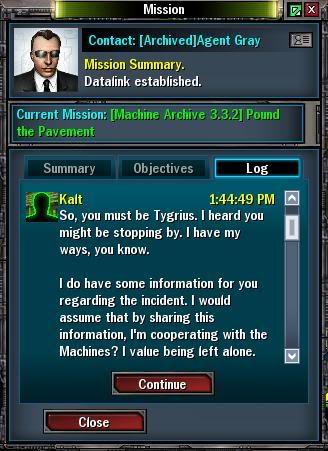 Mission
Contact: [Archived]Agent Gray
Mission Summary.
Datalink established.
Current Mission: [Machine Archive 3.3.2] Pound
the Pavement
Summary
Objectives
Log
Kalt
1:44:49 PM
So, you must be Tygrius. I heard you
might be stopping by. I have my
ways, you know.
I do have some information for you
regarding the incident. I would
assume that by sharing this
information, I'm cooperating with the
Machines? I value being left alone.
Continue
Close